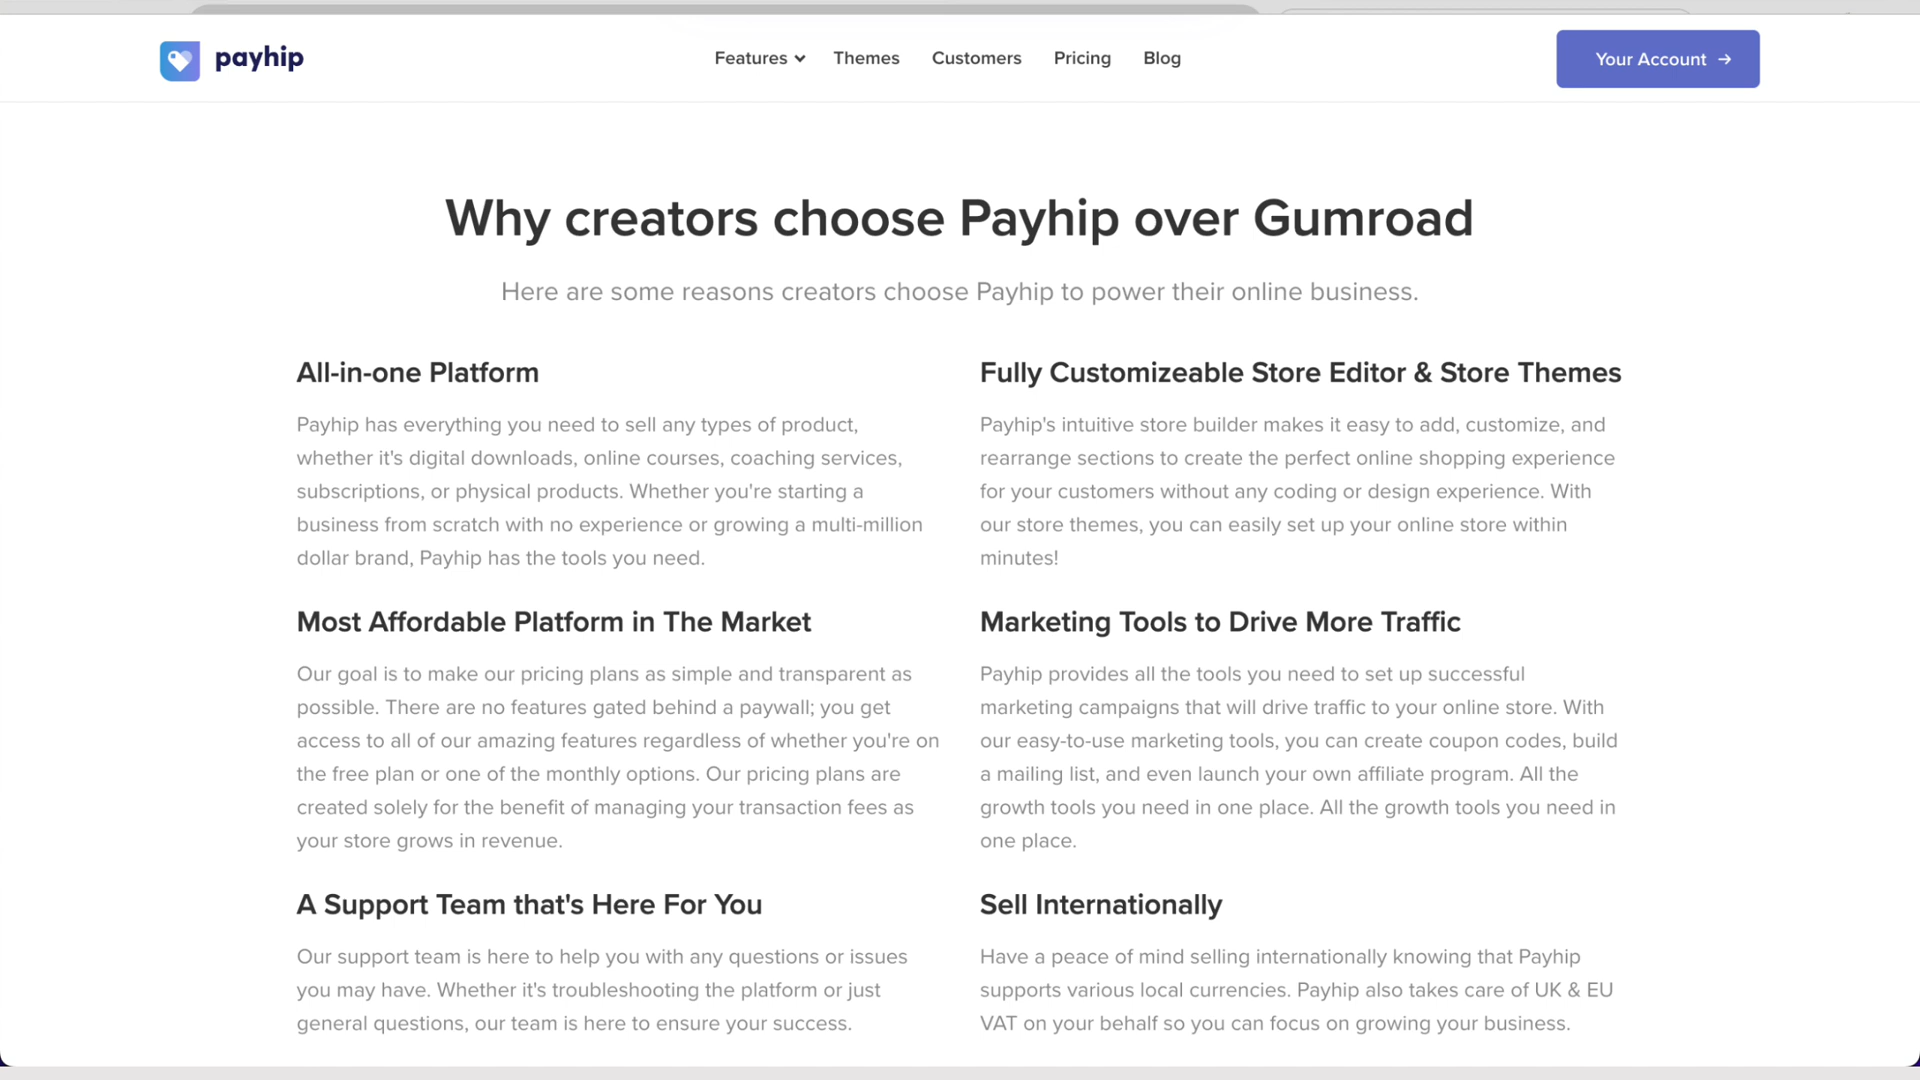 payhip
Features
Themes
Customers
Pricing
Blog
Your Account →
Why creators choose Payhip over Gumroad
Here are some reasons creators choose Payhip to power their online business.
All-in-one Platform
Payhip has everything you need to sell any types of product,
whether it's digital downloads, online courses, coaching services,
subscriptions, or physical products. Whether you're starting a
business from scratch with no experience or growing a multi-million
dollar brand, Payhip has the tools you need.
Fully Customizeable Store Editor & Store Themes
Payhip's intuitive store builder makes it easy to add, customize, and
rearrange sections to create the perfect online shopping experience
for your customers without any coding or design experience. With
our store themes, you can easily set up your online store within
minutes!
Most Affordable Platform in The Market
Our goal is to make our pricing plans as simple and transparent as
possible. There are no features gated behind a paywall; you get
access to all of our amazing features regardless of whether you're on
the free plan or one of the monthly options. Our pricing plans are
created solely for the benefit of managing your transaction fees as
your store grows in revenue.
Marketing Tools to Drive More Traffic
Payhip provides all the tools you need to set up successful
marketing campaigns that will drive traffic to your online store. With
our easy-to-use marketing tools, you can create coupon codes, build
a mailing list, and even launch your own affiliate program. All the
growth tools you need in one place. All the growth tools you need in
one place.
A Support Team that's Here For You
Our support team is here to help you with any questions or issues
you may have. Whether it's troubleshooting the platform or just
general questions, our team is here to ensure your success.
Sell Internationally
Have a peace of mind selling internationally knowing that Payhip
supports various local currencies. Payhip also takes care of UK & EU
VAT on your behalf so you can focus on growing your business.